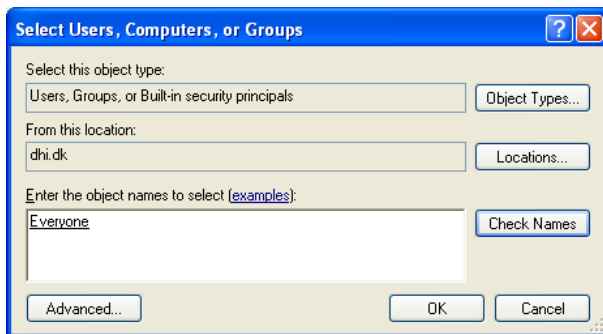 Select Users, Computers, or Groups
Select this object type:
Users, Groups, or Built-in security principals
Object Types...
From this location:
dhi.dk
Locations...
Enter the object names to select (examples):
Everyone
Check Names
Advanced...
OK
Cancel